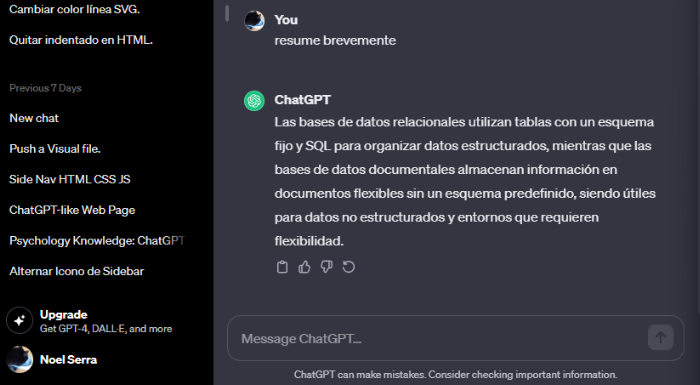 Cambiar color línea SVG.
Quitar indentado en HTML.
Previous 7 Days
New chat
Push a Visual file.
Side Nav HTML CSS JS
ChatGPT-like Web Page
Psychology Knowledge: ChatGPT
Alternar Icono de Sidebar
Upgrade
Get GPT-4, DALL·E, and more
Noel Serra
You
resume brevemente
ChatGPT
Las bases de datos relacionales utilizan tablas con un esquema
fijo y SQL para organizar datos estructurados, mientras que las
bases de datos documentales almacenan información en
documentos flexibles sin un esquema predefinido, siendo útiles
para datos no estructurados y entornos que requieren
flexibilidad.
Message ChatGPT...
ChatGPT can make mistakes. Consider checking important information.